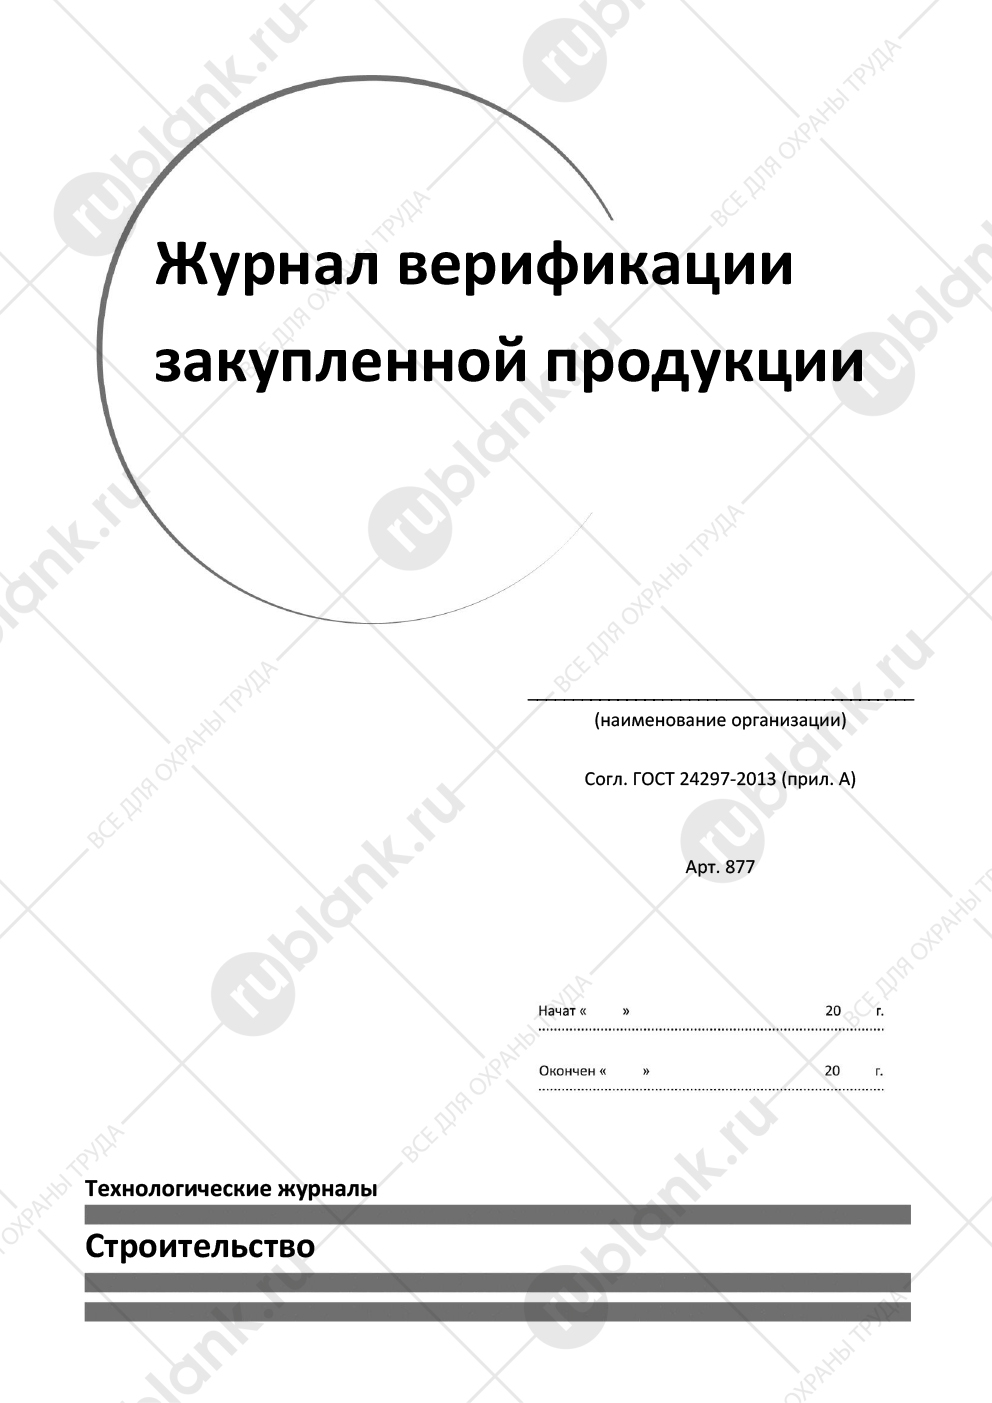 Журнал верификации
закупленной продукции
(наименование организации)
Согл. ГОСТ 24297-2013 (прил. А)
Арт. 877
Начат « » 20 г.
Окончен « » 20 г.
Технологические журналы
Строительство
rublank.ru
ВСЕ ДЛЯ ОХРАНЫ ТРУДА